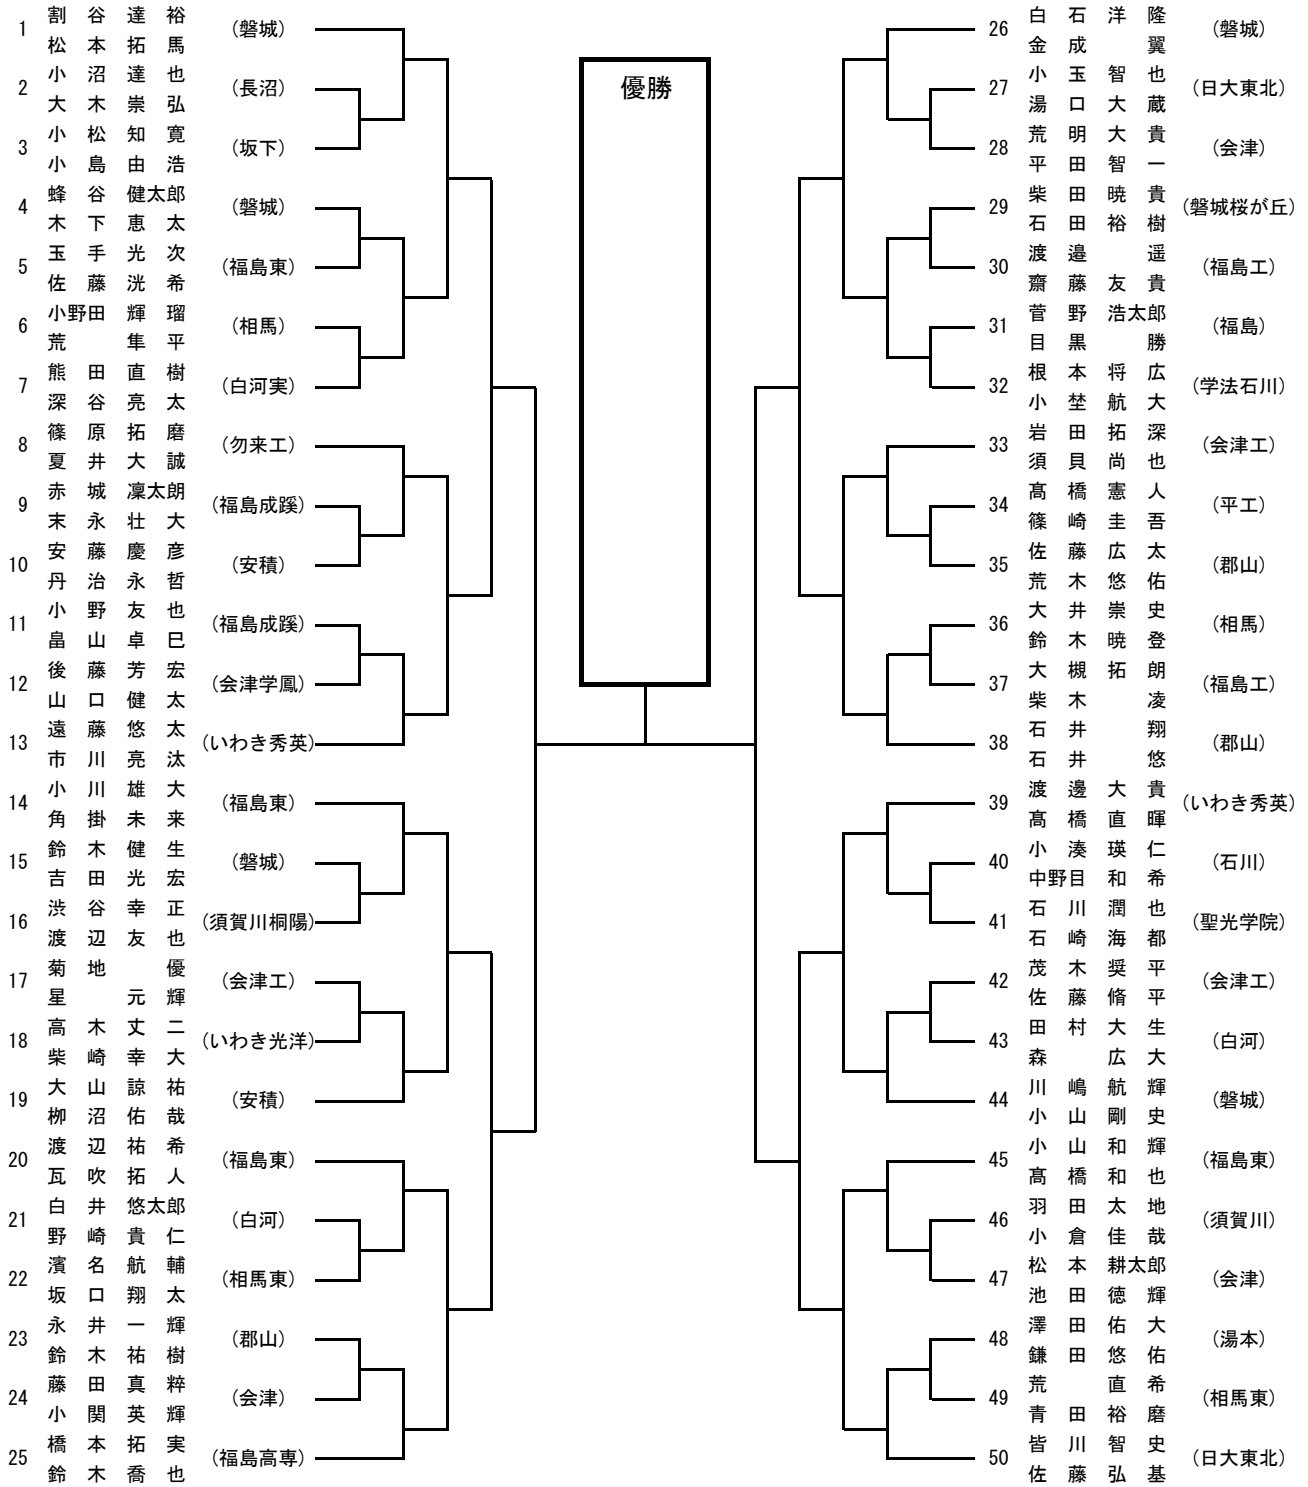 優勝
割谷達裕
1 (磐城)
松本拓馬
小沼達也
2 (長沼)
大木崇弘
小松知寛
3 (坂下)
小島由浩
蜂谷健太郎
4 (磐城)
木下恵太
玉手光次
5 (福島東)
佐藤洸希
小野田輝瑠
6 (相馬)
荒隼平
熊田直樹
7 (白河実)
深谷亮太
篠原拓磨
8 (勿来工)
夏井大誠
赤城凜太朗
9 (福島成蹊)
末永壮大
安藤慶彦
10 (安積)
丹治永哲
小野友也
11 (福島成蹊)
畠山卓巳
後藤芳宏
12 (会津学鳳)
山口健太
遠藤悠太
13 (いわき秀英)
市川亮汰
小川雄大
14 (福島東)
角掛未来
鈴木健生
15 (磐城)
吉田光宏
渋谷幸正
16 (須賀川桐陽)
渡辺友也
菊地優
17 (会津工)
星元輝
高木丈二
18 (いわき光洋)
柴崎幸大
大山諒祐
19 (安積)
栁沼佑哉
渡辺祐希
20 (福島東)
瓦吹拓人
白井悠太郎
21 (白河)
野崎貴仁
濱名航輔
22 (相馬東)
坂口翔太
永井一輝
23 (郡山)
鈴木祐樹
藤田真粹
24 (会津)
小関英輝
橋本拓実
25 (福島高専)
鈴木喬也
白石洋隆
26 (磐城)
金成翼
小玉智也
27 (日大東北)
湯口大蔵
荒明大貴
28 (会津)
平田智一
柴田暁貴
29 (磐城桜が丘)
石田裕樹
渡邉遥
30 (福島工)
齋藤友貴
菅野浩太郎
31 (福島)
目黒勝
根本将広
32 (学法石川)
小埜航大
岩田拓深
33 (会津工)
須貝尚也
髙橋憲人
34 (平工)
篠崎圭吾
佐藤広太
35 (郡山)
荒木悠佑
大井崇史
36 (相馬)
鈴木暁登
大槻拓朗
37 (福島工)
柴木凌
石井翔
38 (郡山)
石井悠
渡邊大貴
39 (いわき秀英)
髙橋直暉
小湊瑛仁
40 (石川)
中野目和希
石川潤也
41 (聖光学院)
石崎海都
茂木奨平
42 (会津工)
佐藤脩平
田村大生
43 (白河)
森広大
川嶋航輝
44 (磐城)
小山剛史
小山和輝
45 (福島東)
髙橋和也
羽田太地
46 (須賀川)
小倉佳哉
松本耕太郎
47 (会津)
池田徳輝
澤田佑大
48 (湯本)
鎌田悠佑
荒直希
49 (相馬東)
青田裕磨
皆川智史
50 (日大東北)
佐藤弘基